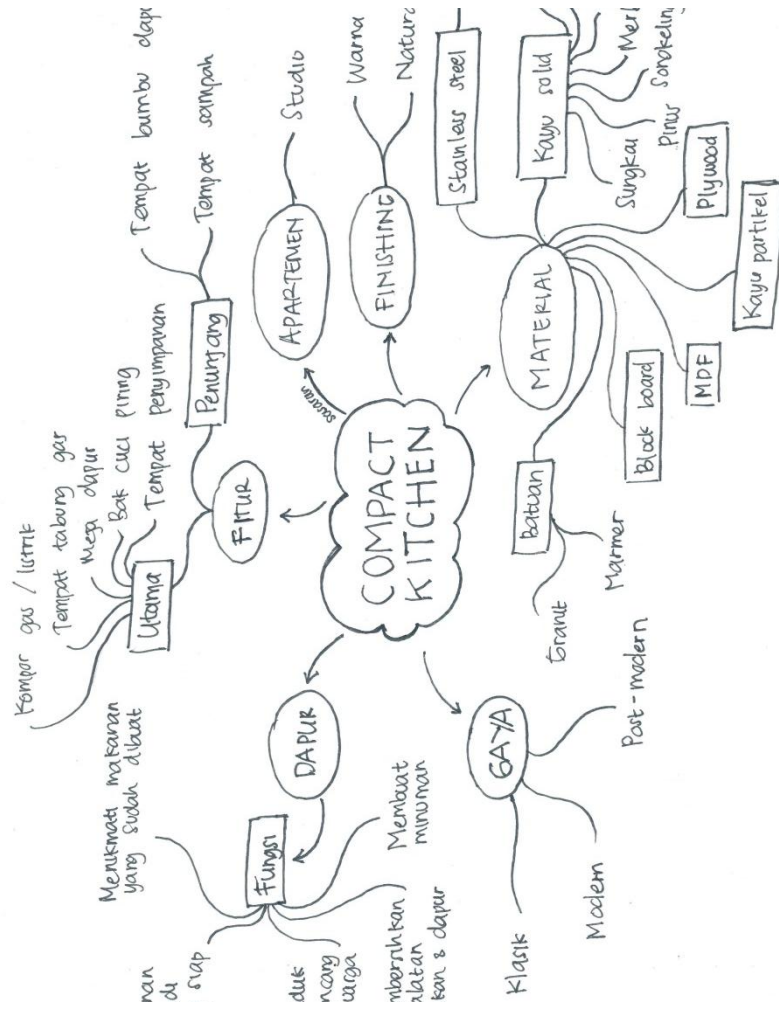 COMPACT
KITCHEN
sasaran
APARTEMEN
Studio
FINISHING
Warna
MATERIAL
Stainless steel
Kayu solid
Sungkai
Pinus
Plywood
Kayu partikel
MDF
Block board
Batuan
Granit
Marmer
GAYA
Post-modern
Modern
Klasik
DAPUR
Fungsi
Menikmati makanan
yang sudah dibuat
Membuat
minuman
siap
kan & dapur
FITUR
Utama
Kompor gas / listrik
Tempat tabung gas
Meja dapur
Bak cuci piring
Tempat penyimpanan
Penunjang
Tempat bumbu
Tempat sampah